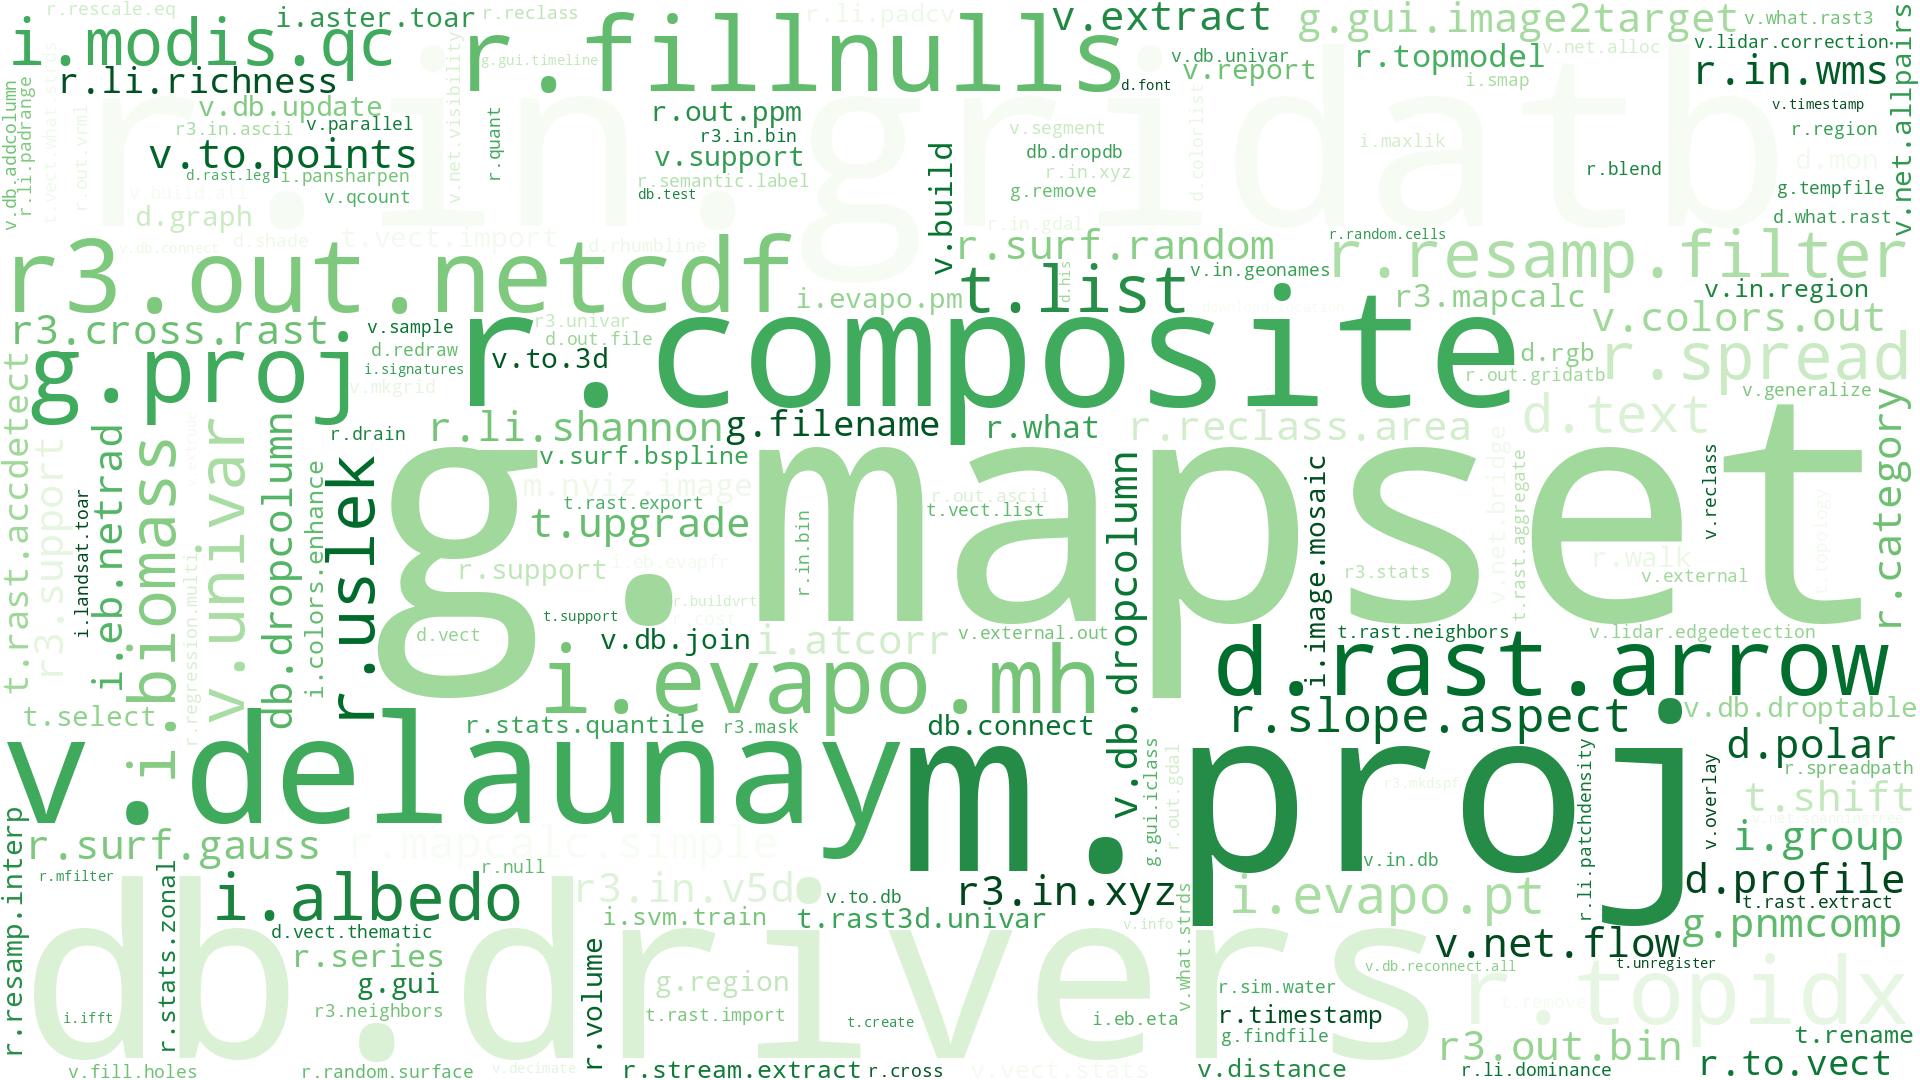 r.rescale.eq
i.aster.toar
r.reclass
r.li.padcv
v.extract
g.gui.image2target
v.what.rast3
i.modis.qc
r.fillnulls
v.net.allpairs
r.li.richness
g.gui.timeline
v.db.univar
v.report
d.font
r.topmodel
v.net.alloc
i.smap
v.lidar.correction
r.in.wms
v.db.addcolumn
r.li.padrange
t.vect.what.strds
r.out.vrml
v.db.update
r3.in.ascii
v.parallel
v.to.points
d.rast.leg
i.pansharpen
v.build.all
v.qcount
d.graph
v.net.visibility
r.quant
r.in.gridatb
r.out.ppm
r3.in.bin
v.support
r.semantic.label
db.test
v.build
v.segment
db.dropdb
r.in.xyz
g.remove
r.in.gdal
d.colorlist
i.maxlik
v.timestamp
r.region
d.mon
r.blend
g.tempfile
d.what.rast
v.db.connect
d.shade
t.vect.import
d.rhumbline
r.surf.random
r.random.cells
r.resamp.filter
r3.out.netcdf
i.evapo.pm
t.list
d.his
v.in.geonames
r3.mapcalc
v.in.region
r3.cross.rast
v.sample
r3.univar
d.out.file
d.redraw
i.signatures
v.mkgrid
v.to.3d
g.proj
r.composite
v.colors.out
d.rgb
r.out.gridatb
r.spread
v.generalize
t.rast.accdetect
r3.support
i.landsat.toar
i.eb.netrad
i.biomass
v.extrude
r.regression.multi
v.univar
db.dropcolumn
i.colors.enhance
r.drain
r.uslek
r.li.shannon
g.filename
r.what
r.reclass.area
d.text
r.category
g.mapset
v.surf.bspline
m.nviz.image
t.rast.export
t.upgrade
r.in.bin
r.out.ascii
t.vect.list
v.db.dropcolumn
i.image.mosaic
v.net.bridge
t.rast.aggregate
v.reclass
t.topology
r.support
i.eb.evapfr
r.buildvrt
r.cost
t.support
r3.stats
r.walk
v.external
d.vect
v.db.join
i.atcorr
v.external.out
t.rast.neighbors
v.lidar.edgedetection
i.evapo.mh
d.rast.arrow
t.select
r.stats.quantile
r3.mask
db.connect
r.slope.aspect
v.db.droptable
v.delaunay
m.proj
d.polar
r.spreadpath
g.gui.iclass
r.out.gdal
r3.mkdspf
r.li.patchdensity
v.overlay
t.shift
v.net.spanningtree
r.resamp.interp
r.surf.gauss
r.mapcalc.simple
i.group
r.mfilter
r.stats.zonal
i.albedo
r.null
r3.in.v5d
v.to.db
r3.in.xyz
v.in.db
i.evapo.pt
d.profile
t.rast.extract
g.pnmcomp
db.drivers
d.vect.thematic
i.svm.train
t.rast3d.univar
v.info
v.what.strds
v.net.flow
r.series
g.gui
r.volume
g.region
v.db.reconnect.all
t.unregister
r3.neighbors
i.ifft
t.rast.import
t.create
i.eb.eta
r.sim.water
r.timestamp
r.topidx
t.remove
g.findfile
r3.out.bin
t.rename
v.fill.holes
r.random.surface
v.decimate
r.stream.extract
r.cross
v.vect.stats
v.distance
r.li.dominance
r.to.vect